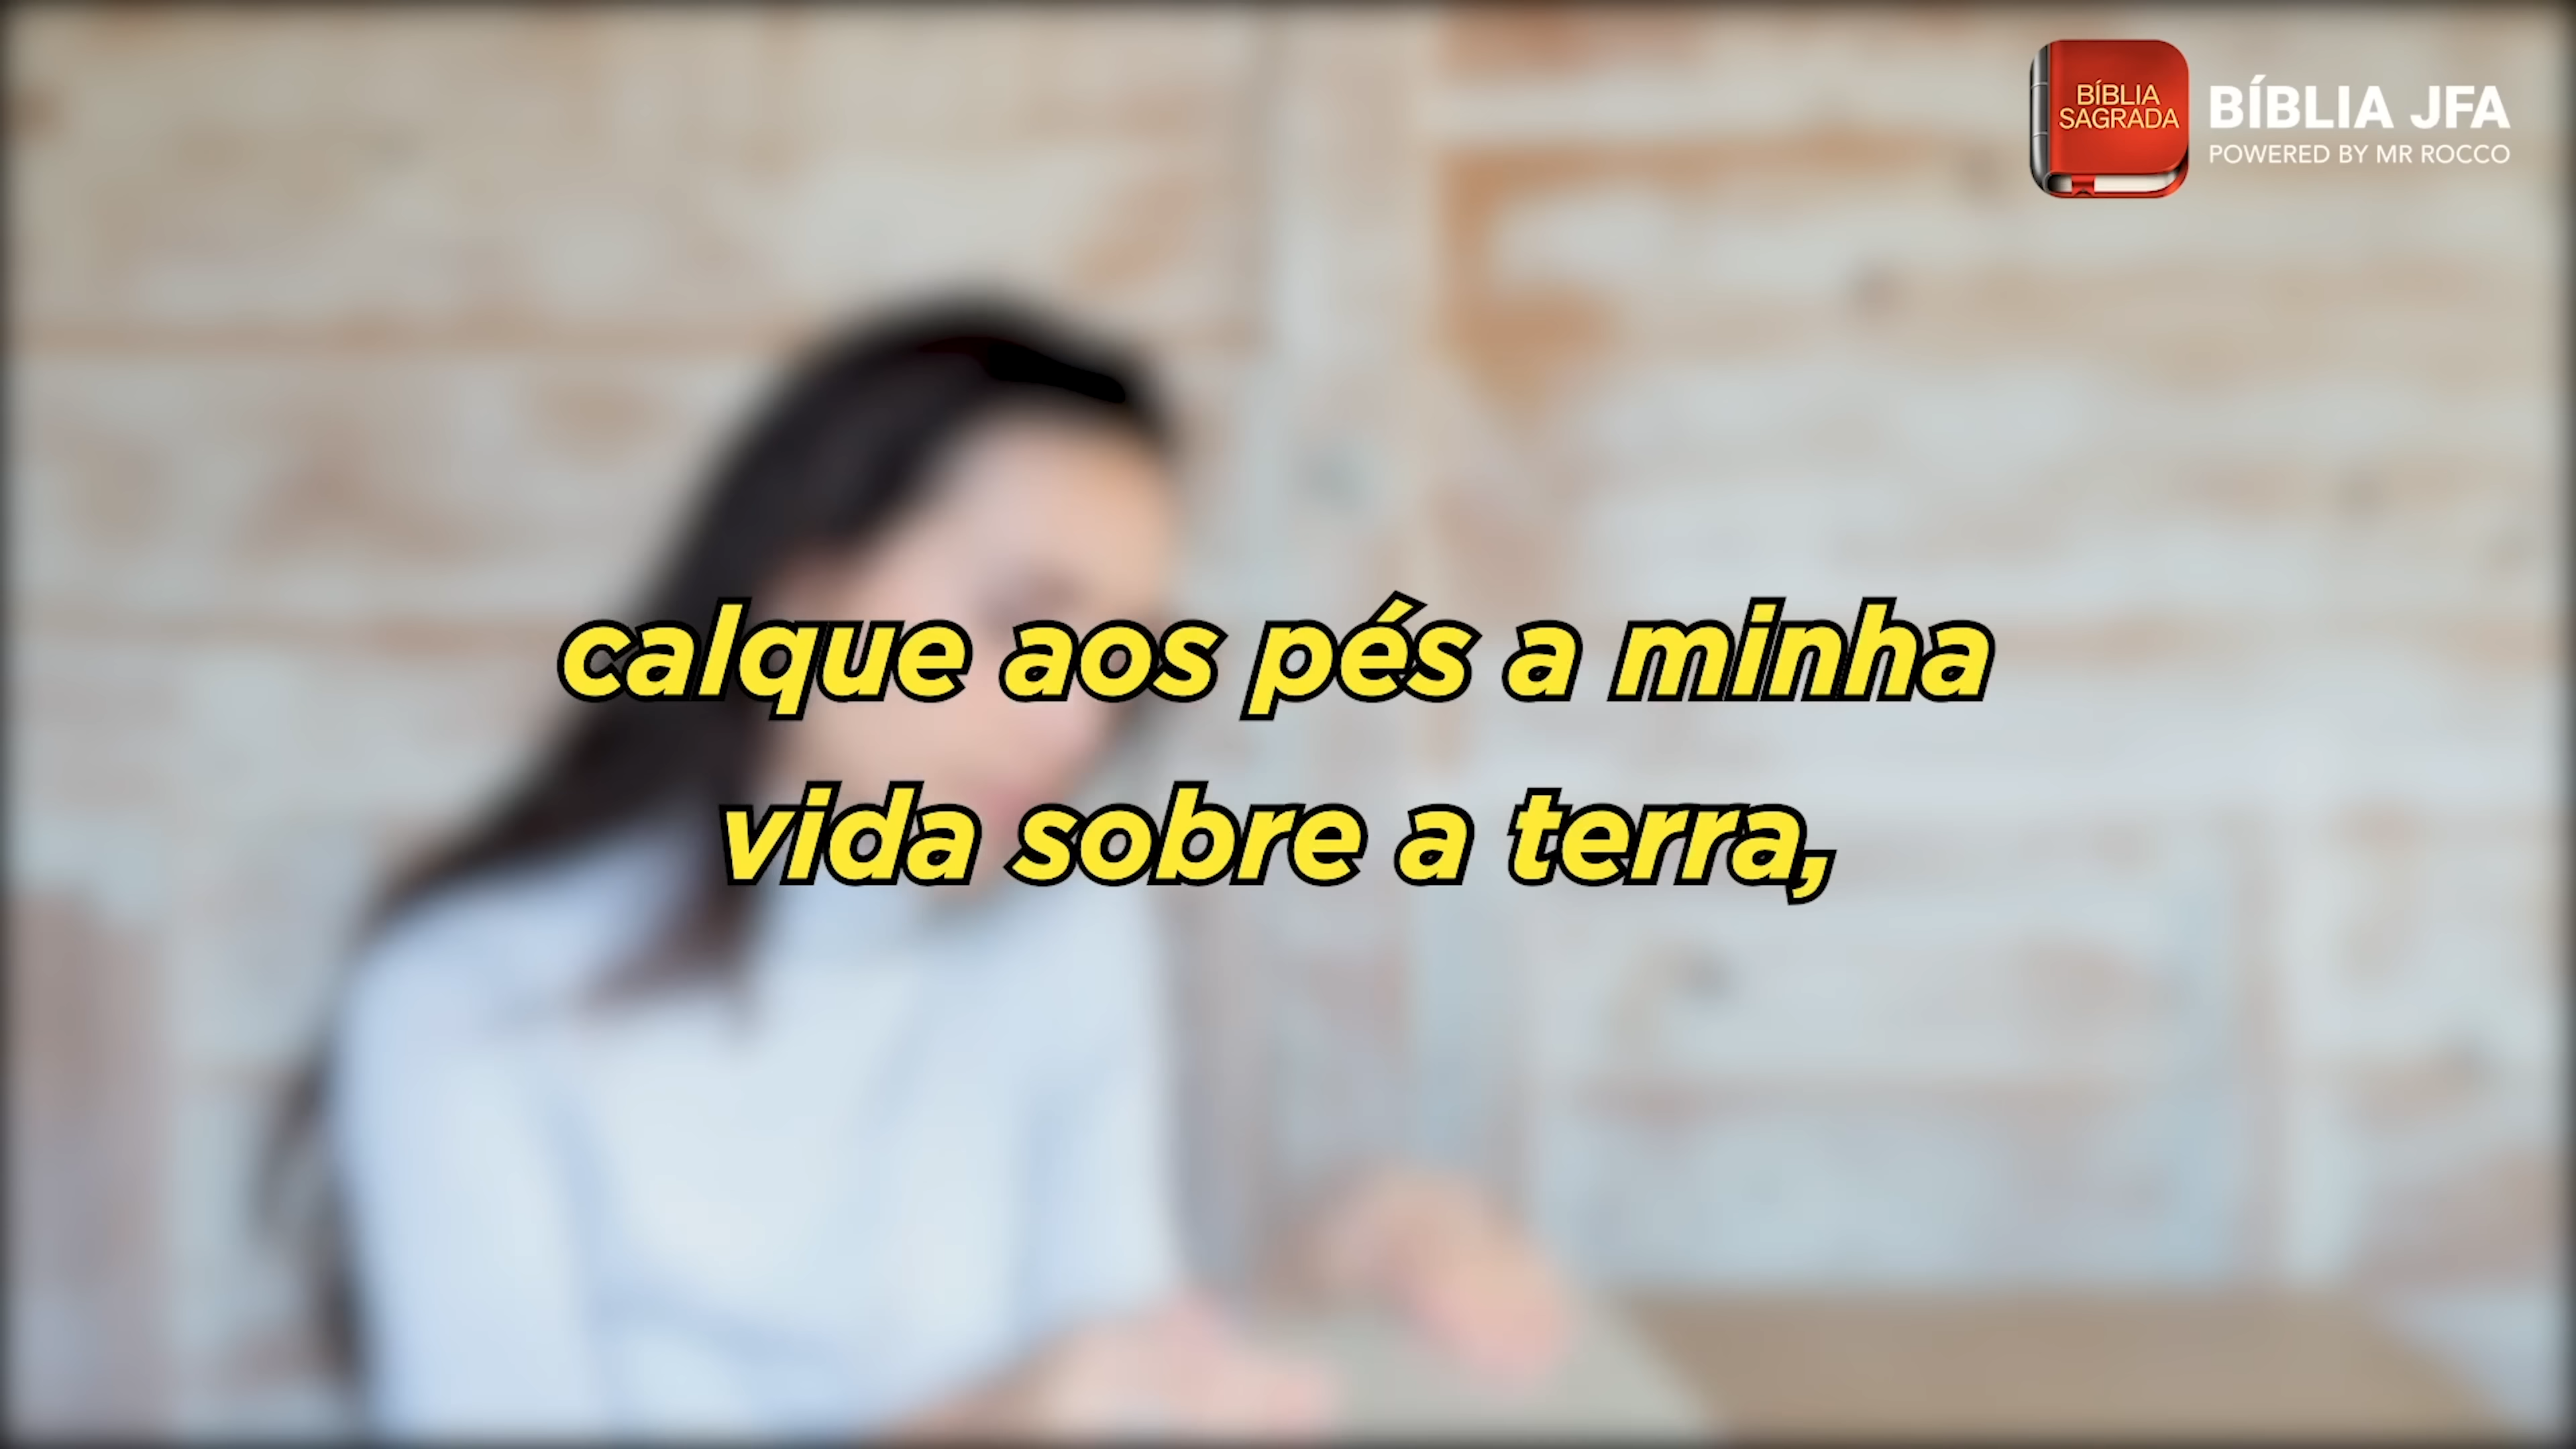 BÍBLIA
SAGRADA
BÍBLIA JFA
POWERED BY MR ROCCO
calque aos pés a minha
vida sobre a terra,